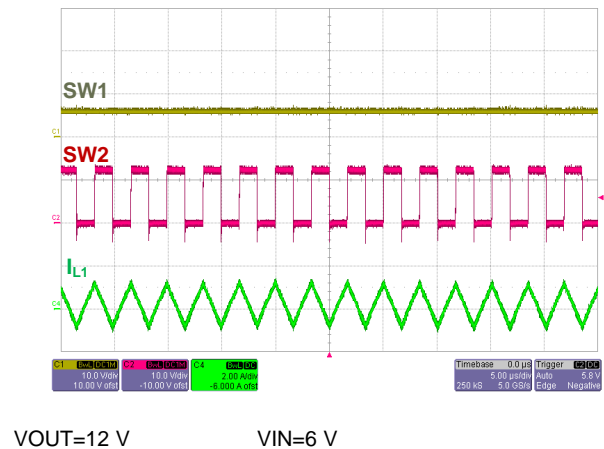 SW1
C1
SW2
C2
I_L1
C4
C1 BwL DC1M
10.0 V/div
10.00 V ofst
C2 BwL DC1M
10.0 V/div
-10.00 V ofst
C4 BwL DC
2.00 A/div
-6.000 A ofst
Timebase 0.0 µs
5.00 µs/div
250 kS 5.0 GS/s
Trigger C2 DC
Auto 5.8 V
Edge Negative
VOUT=12 V VIN=6 V